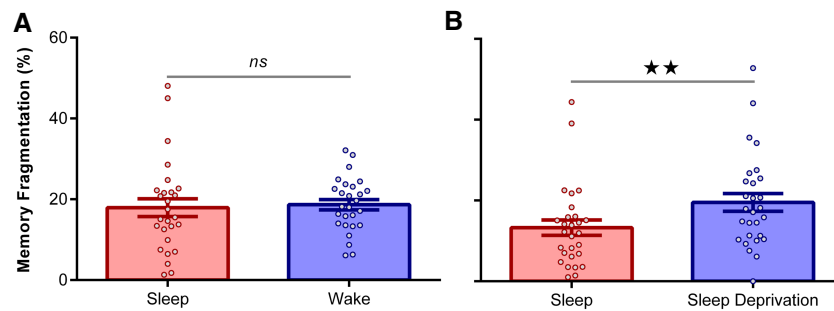 A
Memory Fragmentation (%)
60
40
20
0
ns
Sleep
Wake
B
★★
Sleep
Sleep Deprivation